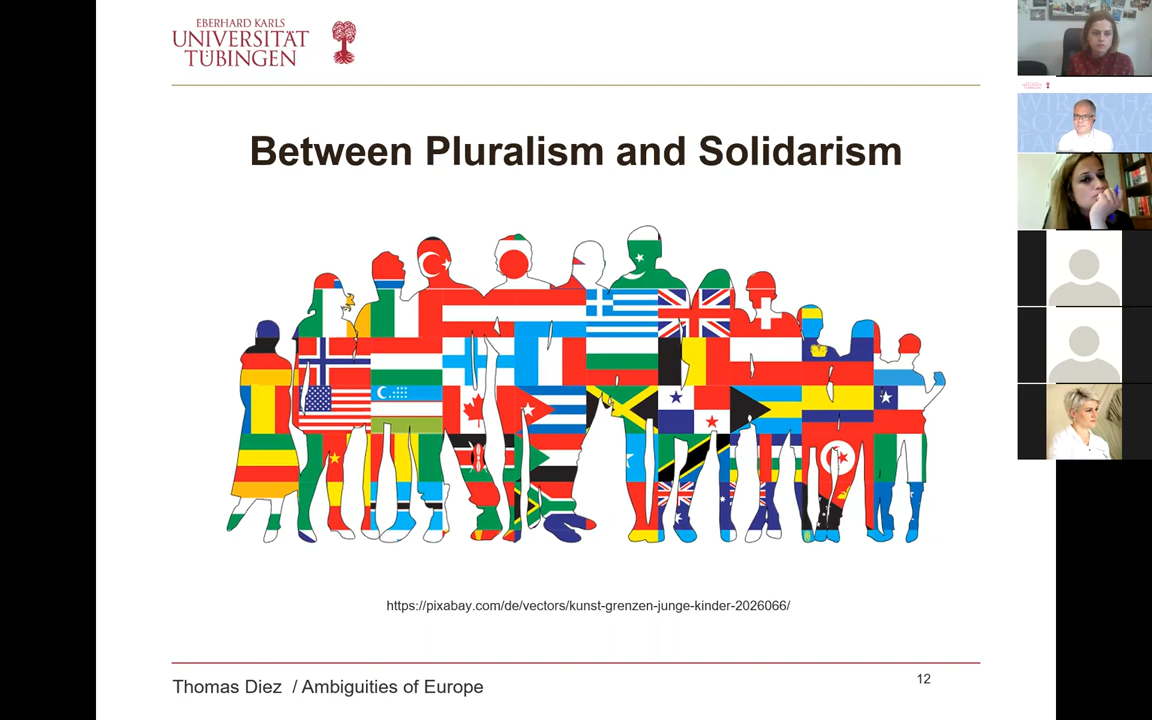 EBERHARD KARLS
UNIVERSITÄT
TÜBINGEN
Between Pluralism and Solidarism
https://pixabay.com/de/vectors/kunst-grenzen-junge-kinder-2026066/
Thomas Diez / Ambiguities of Europe
12